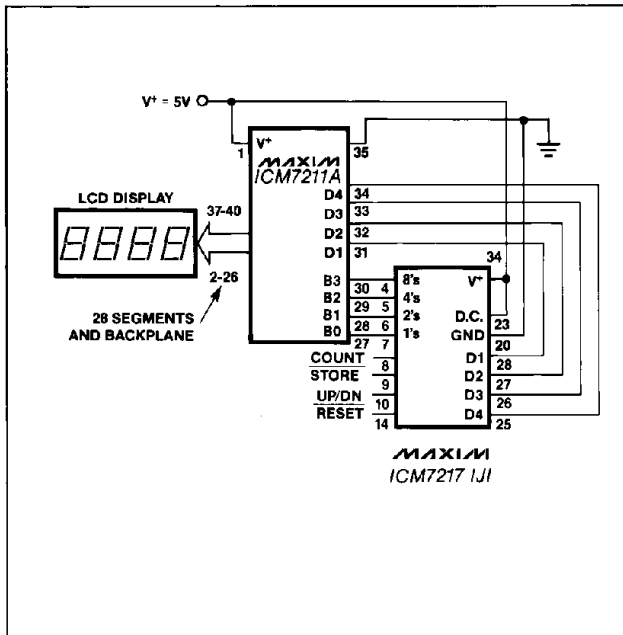 V⁺ = 5V
1
V⁺
35
MAXIM
ICM7211A
LCD DISPLAY
37-40
D4
34
D3
33
D2
32
D1
31
2-26
28 SEGMENTS
AND BACKPLANE
B3
30
B2
29
B1
28
B0
27
4
8's
5
4's
6
2's
7
1's
34
V⁺
D.C.
23
GND
20
D1
28
D2
27
D3
26
D4
25
COUNT
8
STORE
9
UP/DN
10
RESET
14
MAXIM
ICM7217 IJI